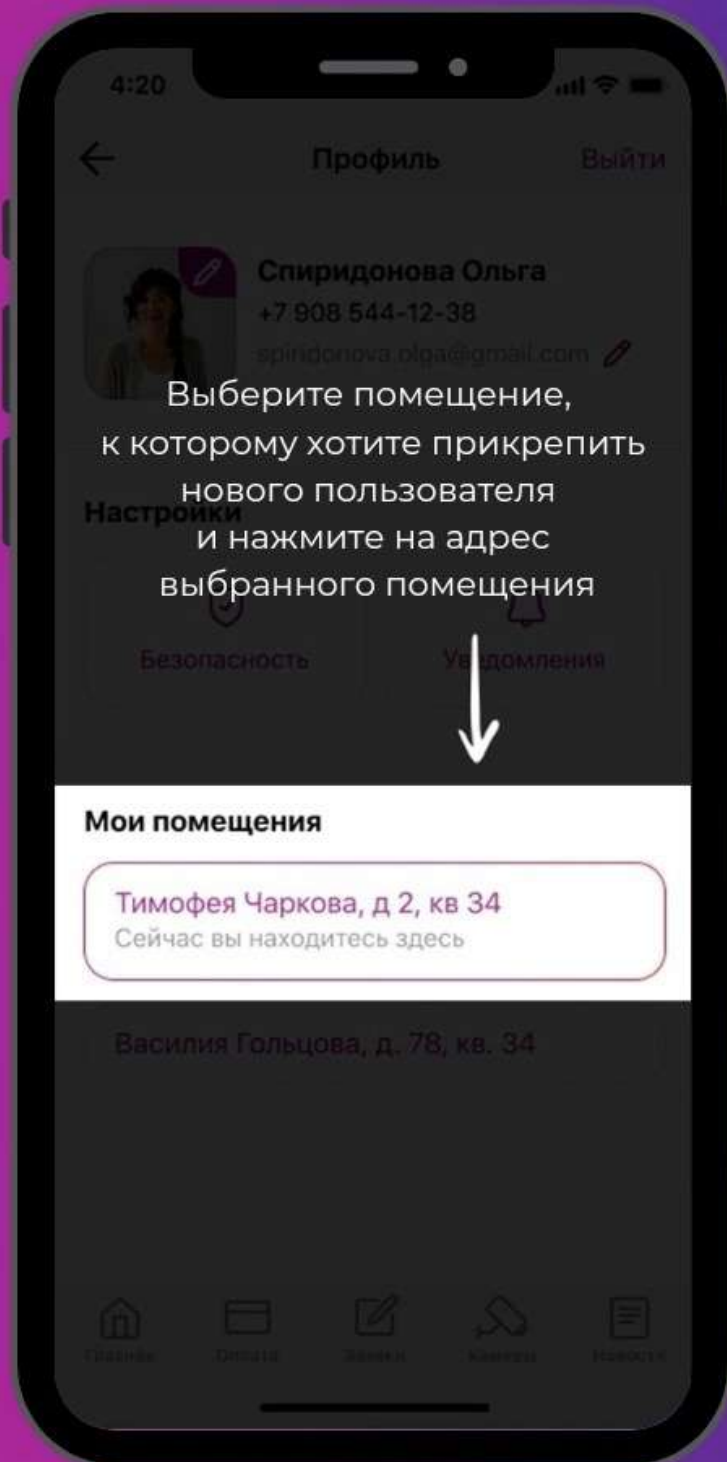 4:20
Профиль
Выйти
Спиридонова Ольга
+7 908 544-12-38
spiridonova.olga@gmail.com
Выберите помещение,
к которому хотите прикрепить
нового пользователя
Настройки
и нажмите на адрес
выбранного помещения
Безопасность
Уведомления
Мои помещения
Тимофея Чаркова, д 2, кв 34
Сейчас вы находитесь здесь
Василия Гольцова, д. 78, кв. 34
Главная
Оплата
Заявки
Камеры
Новости